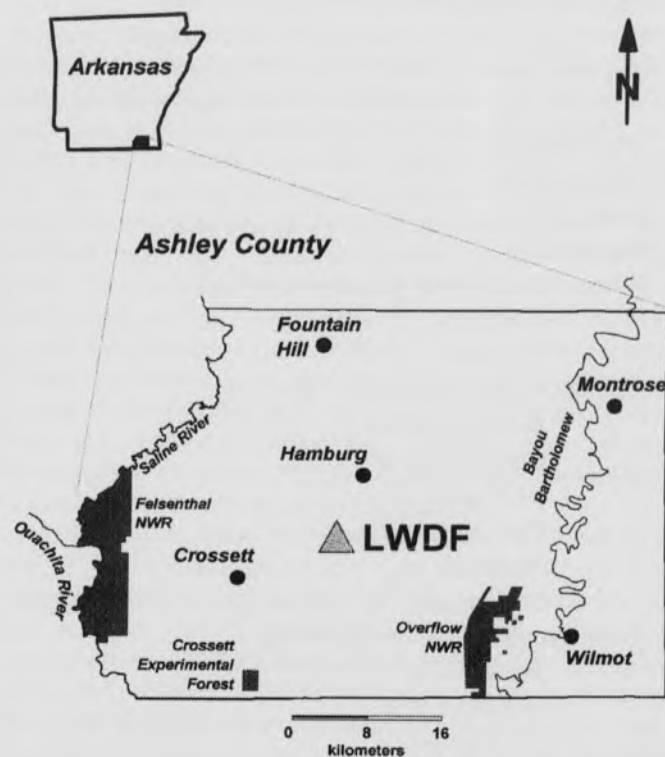 Arkansas
N
Ashley County
Fountain
Hill
Montrose
Saline River
Bayou
Bartholomew
Hamburg
Felsenthal
NWR
Ouachita River
LWDF
Crossett
Overflow
NWR
Crossett
Experimental
Forest
Wilmot
0 8 16
kilometers